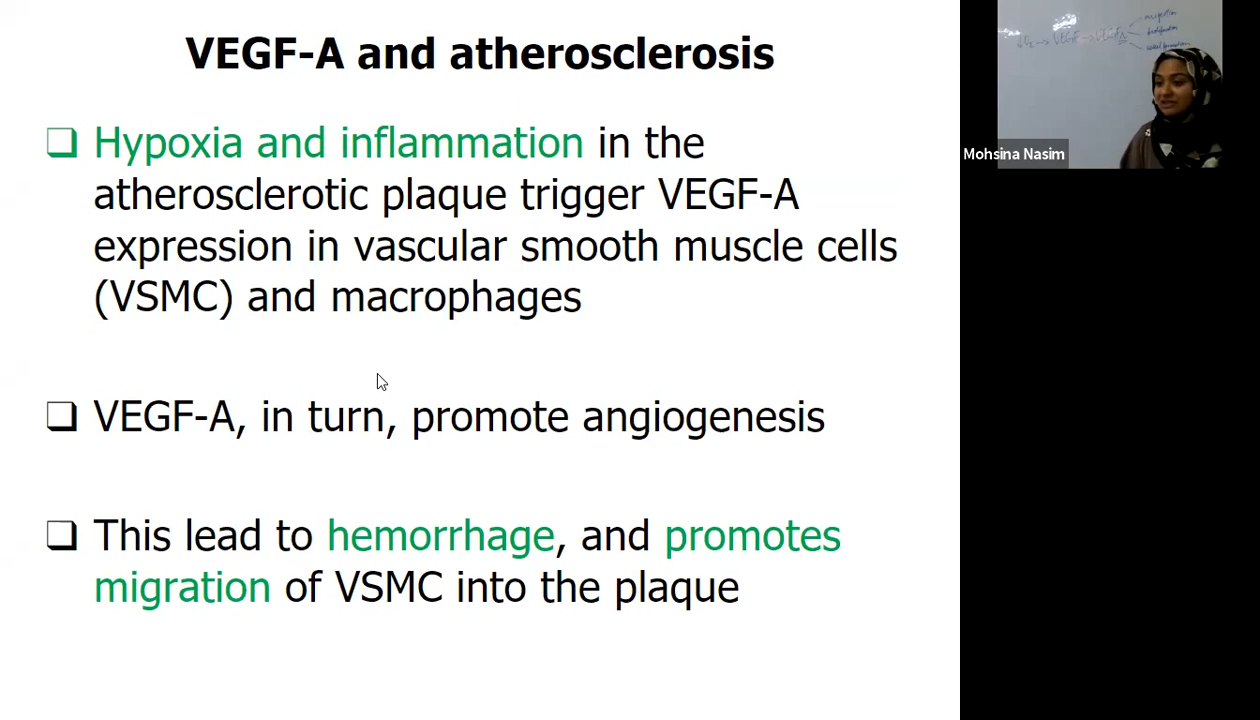 VEGF-A and atherosclerosis
❑ Hypoxia and inflammation in the
atherosclerotic plaque trigger VEGF-A
expression in vascular smooth muscle cells
(VSMC) and macrophages
❑ VEGF-A, in turn, promote angiogenesis
❑ This lead to hemorrhage, and promotes
migration of VSMC into the plaque
Mohsina Nasim